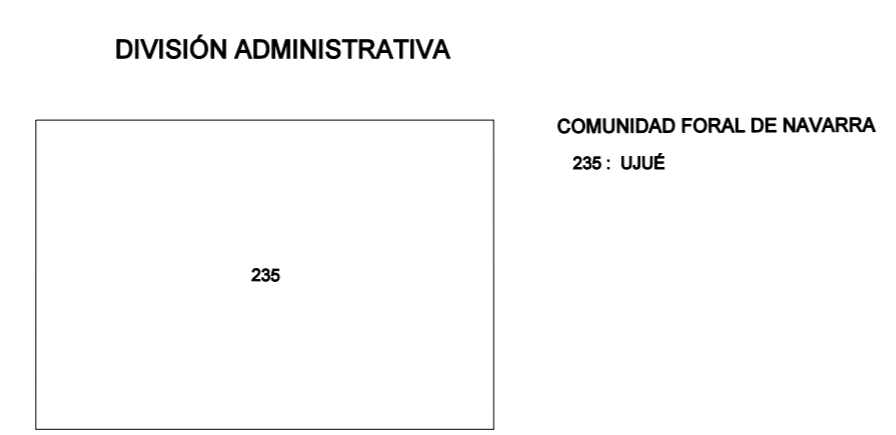 DIVISIÓN ADMINISTRATIVA
235
COMUNIDAD FORAL DE NAVARRA
235 : UJUÉ